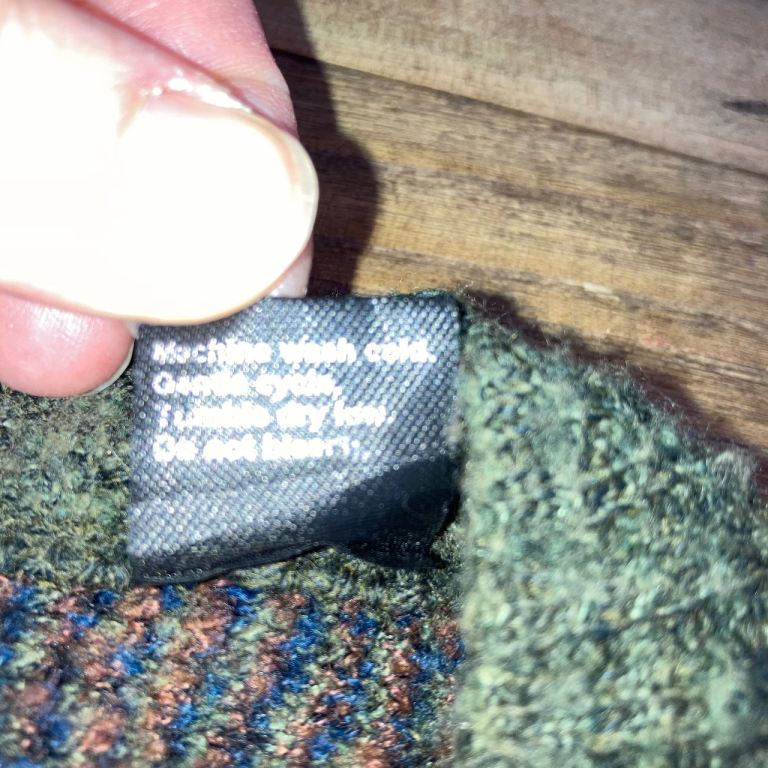 Machine wash cold.
Gentle cycle,
Tumble dry low,
Do not bleach.